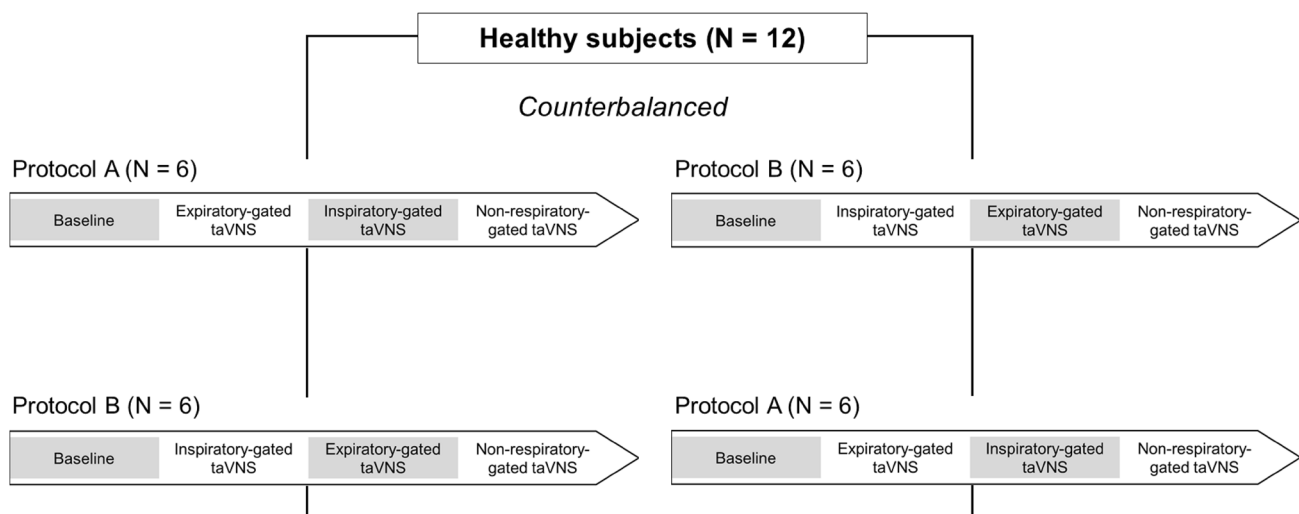 Healthy subjects (N = 12)
Counterbalanced
Protocol A (N = 6)
Baseline
Expiratory-gated
taVNS
Inspiratory-gated
taVNS
Non-respiratory-
gated taVNS
Protocol B (N = 6)
Baseline
Inspiratory-gated
taVNS
Expiratory-gated
taVNS
Non-respiratory-
gated taVNS
Protocol B (N = 6)
Baseline
Inspiratory-gated
taVNS
Expiratory-gated
taVNS
Non-respiratory-
gated taVNS
Protocol A (N = 6)
Baseline
Expiratory-gated
taVNS
Inspiratory-gated
taVNS
Non-respiratory-
gated taVNS